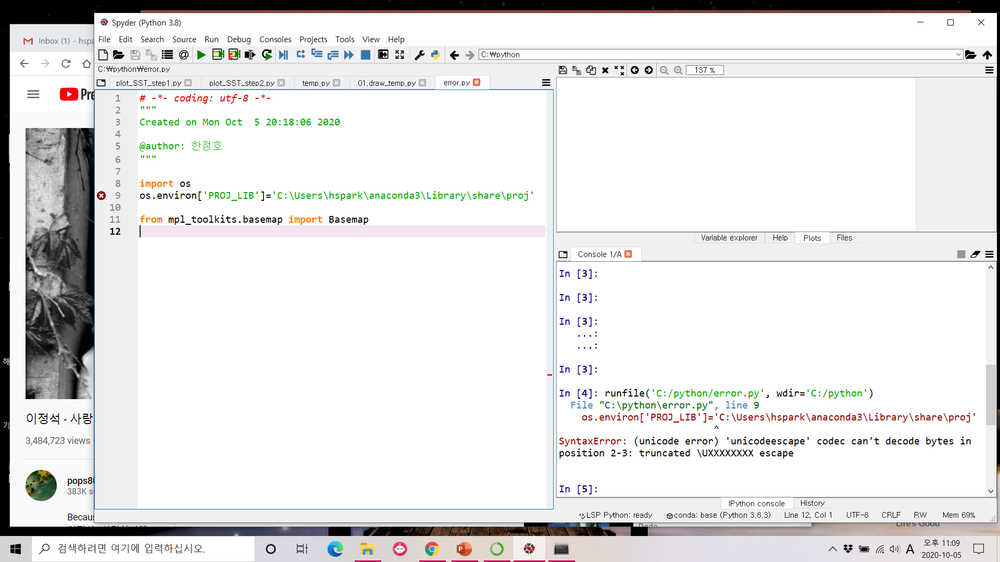 Inbox (1) - hspa
Pre
이정석 - 사랑
3,484,723 views
pops80
383K s
Becaus
Spyder (Python 3.8)
File Edit Search Source Run Debug Consoles Projects Tools View Help
C:₩python
C:₩python₩error.py
plot_SST_step1.py plot_SST_step2.py temp.py 01.draw_temp.py error.py
1 # -*- coding: utf-8 -*-
2 """
3 Created on Mon Oct  5 20:18:06 2020
4
5 @author: 한정호
6 """
7
8 import os
9 os.environ['PROJ_LIB']='C:\Users\hspark\anaconda3\Library\share\proj'
10
11 from mpl_toolkits.basemap import Basemap
12
137 %
Variable explorer Help Plots Files
Console 1/A
In [3]:
In [3]:
In [3]:
...:
...:
In [3]:
In [4]: runfile('C:/python/error.py', wdir='C:/python')
File "C:\python\error.py", line 9
os.environ['PROJ_LIB']='C:\Users\hspark\anaconda3\Library\share\proj'
^
SyntaxError: (unicode error) 'unicodeescape' codec can't decode bytes in
position 2-3: truncated \UXXXXXXXX escape
In [5]:
IPython console History
LSP Python: ready conda: base (Python 3.8.3) Line 12, Col 1 UTF-8 CRLF RW Mem 69%
Life's Good
해
기
검색하려면 여기에 입력하십시오.
A
오후 11:09
2020-10-05